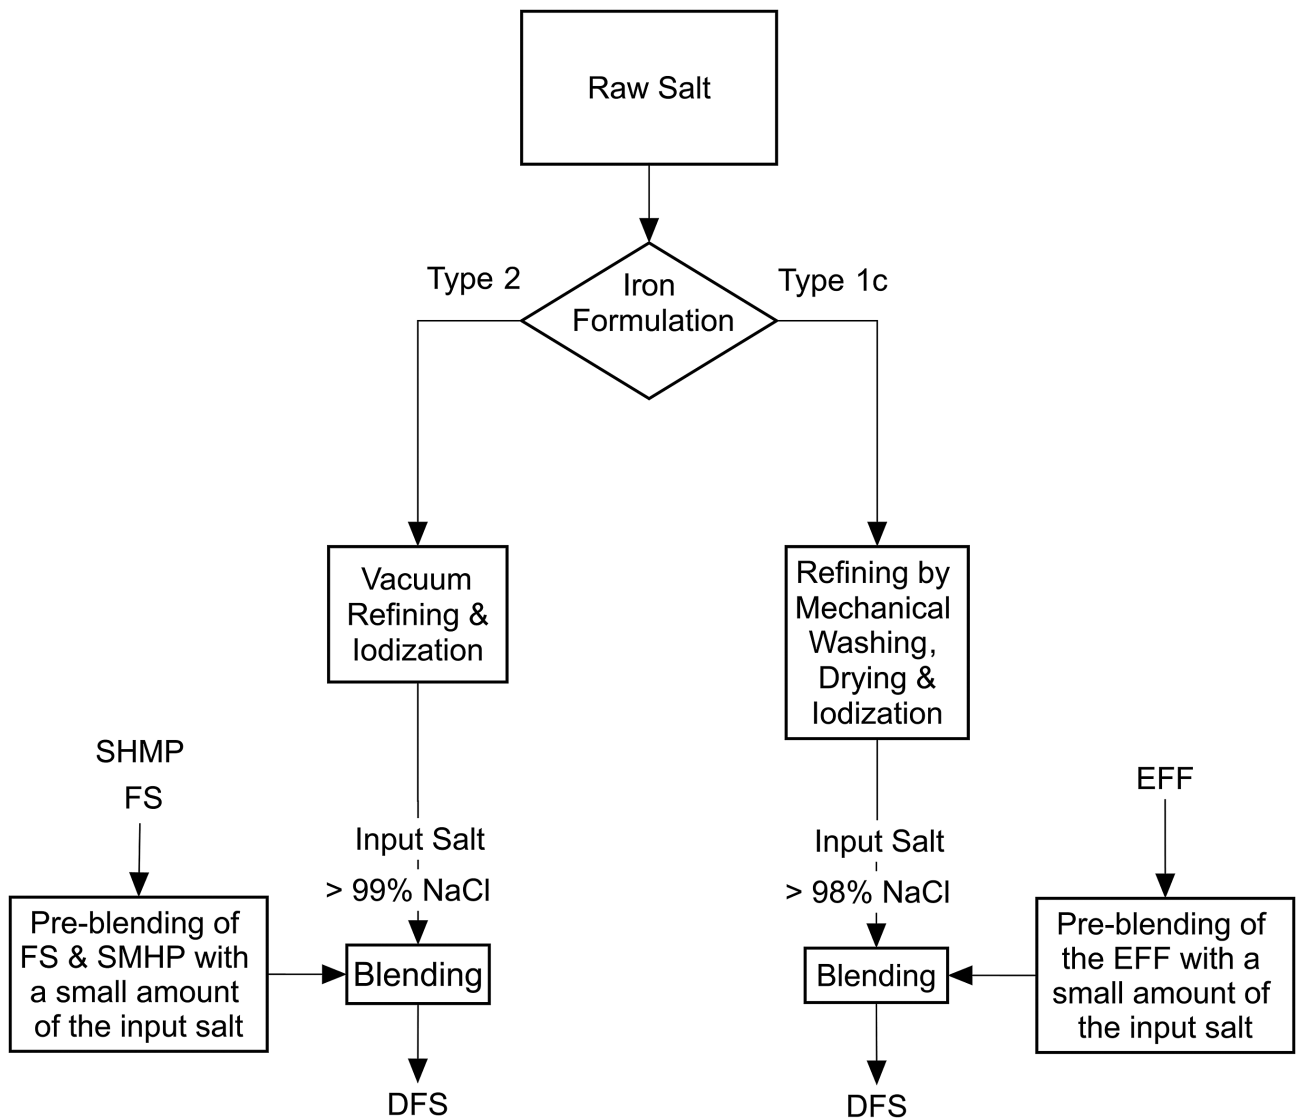 Raw Salt
Type 2
Iron
Formulation
Type 1c
Vacuum
Refining &
Iodization
Refining by
Mechanical
Washing,
Drying &
Iodization
SHMP
FS
Input Salt
> 99% NaCl
Input Salt
> 98% NaCl
EFF
Pre-blending of
FS & SMHP with
a small amount
of the input salt
Blending
Blending
Pre-blending of
the EFF with a
small amount of
the input salt
DFS
DFS